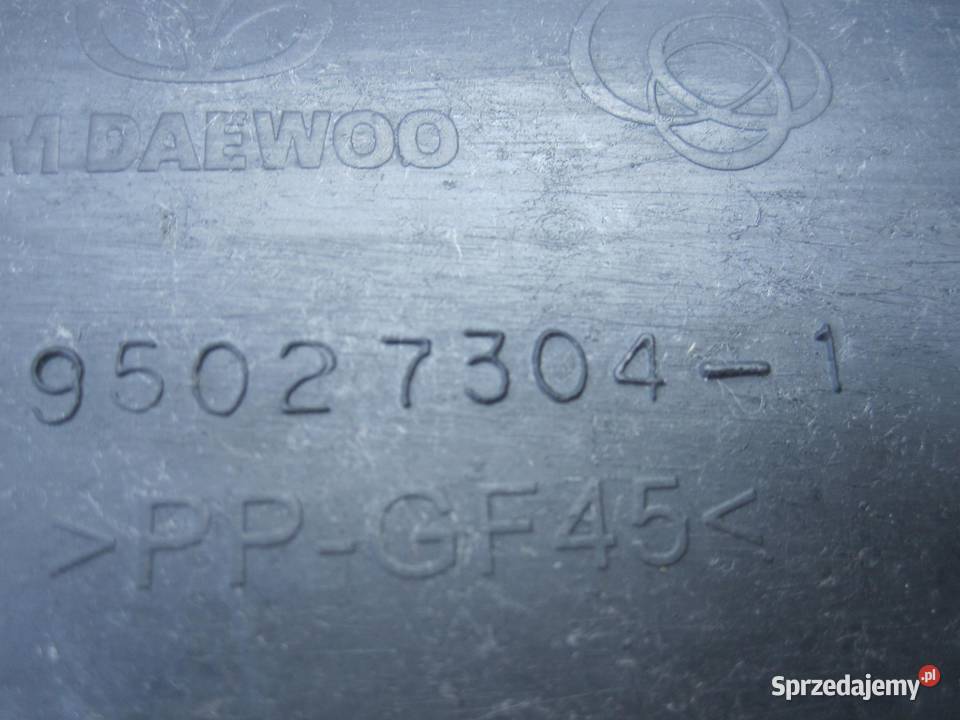 M DAEWOO
95027304-1
>PP-GF45<
Sprzedajemy.pl